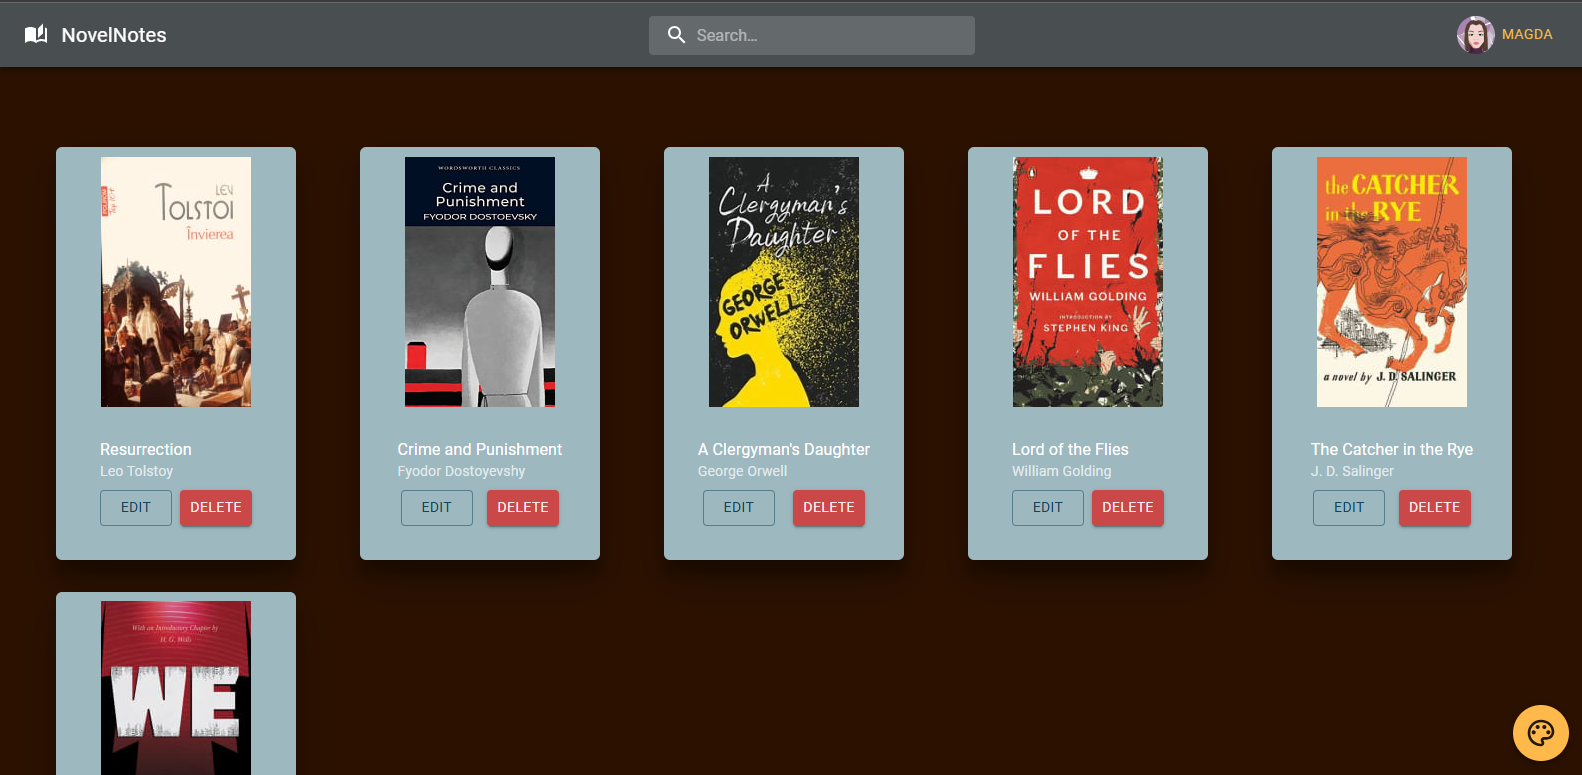 NovelNotes
Search...
MAGDA
LEV
TOLSTOI
Învierea
WORDSWORTH CLASSICS
Crime and
Punishment
FYODOR DOSTOEVSKY
A
Clergyman's
Daughter
GEORGE
ORWELL
LORD
OF THE
FLIES
WILLIAM GOLDING
INTRODUCTION BY
STEPHEN KING
the CATCHER
in the RYE
a novel by J. D. SALINGER
Resurrection
Leo Tolstoy
EDIT DELETE
Crime and Punishment
Fyodor Dostoyevshy
EDIT DELETE
A Clergyman's Daughter
George Orwell
EDIT DELETE
Lord of the Flies
William Golding
EDIT DELETE
The Catcher in the Rye
J. D. Salinger
EDIT DELETE
With an Introductory Chapter by
H. G. Wells
WE